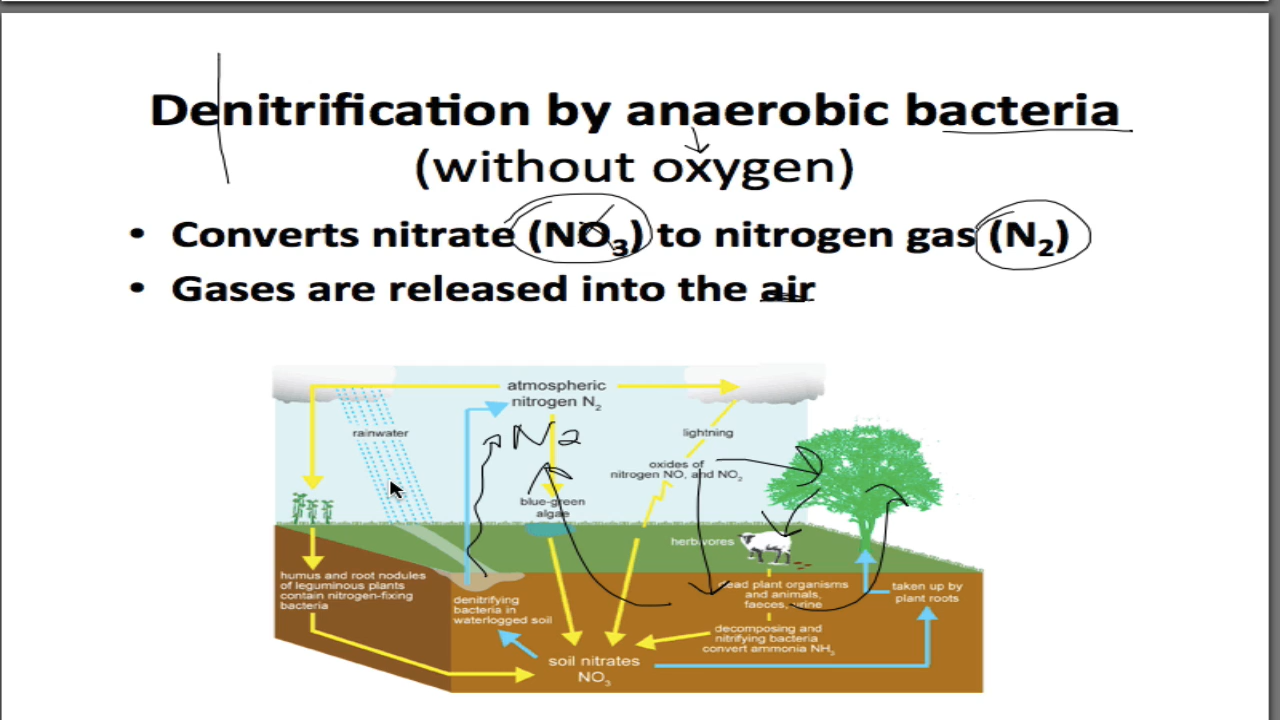 Denitrification by anaerobic bacteria
(without oxygen)
• Converts nitrate (NO3) to nitrogen gas (N2)
• Gases are released into the air
atmospheric
nitrogen N2
N2
rainwater
lightning
oxides of
nitrogen NO, and NO2
blue-green
algae
herbivores
humus and root nodules
of leguminous plants
contain nitrogen-fixing
bacteria
denitrifying
bacteria in
waterlogged soil
dead plant organisms
and animals,
faeces, urine
taken up by
plant roots
decomposing and
nitrifying bacteria
convert ammonia NH3
soil nitrates
NO3